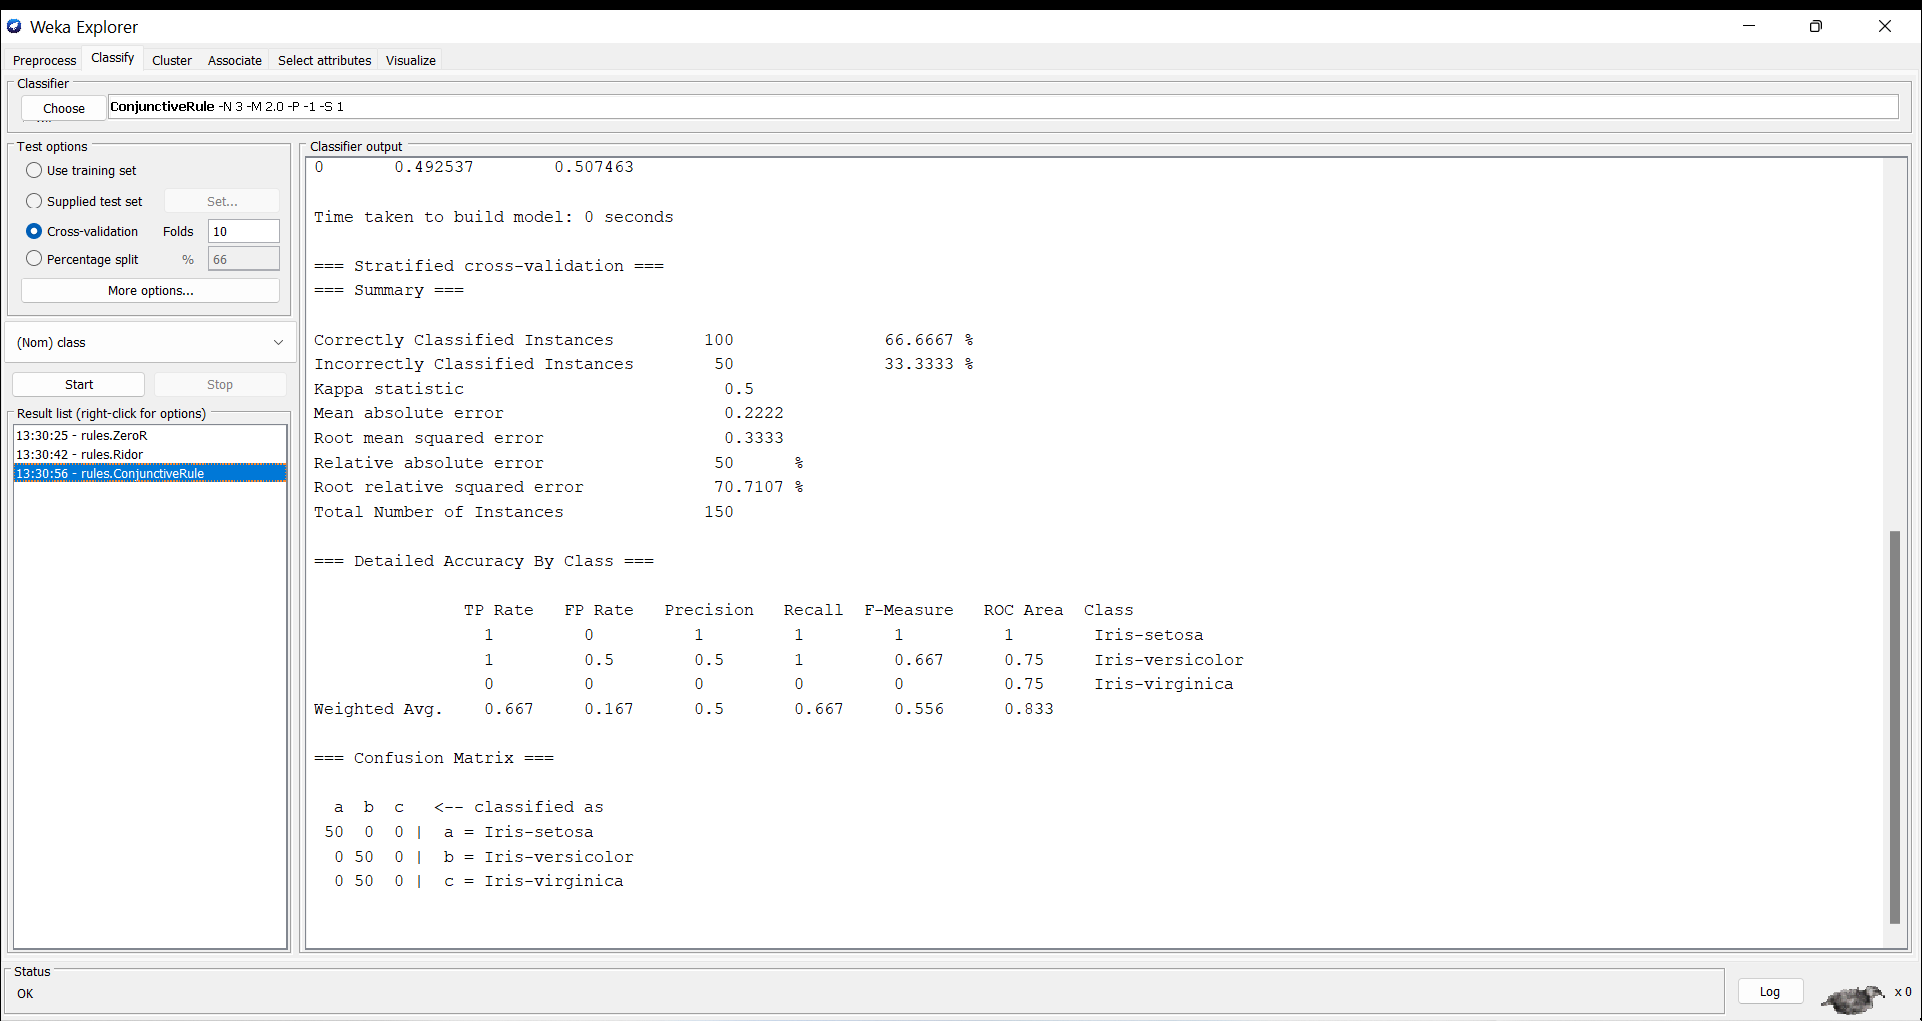 Weka Explorer
Preprocess Classify Cluster Associate Select attributes Visualize
Classifier
Choose ConjunctiveRule -N 3 -M 2.0 -P -1 -S 1
Test options
Use training set
Supplied test set Set...
Cross-validation Folds 10
Percentage split % 66
More options...
(Nom) class
Start Stop
Result list (right-click for options)
13:30:25 - rules.ZeroR
13:30:42 - rules.Ridor
13:30:56 - rules.ConjunctiveRule
Classifier output
0 0.492537 0.507463
Time taken to build model: 0 seconds
=== Stratified cross-validation ===
=== Summary ===
Correctly Classified Instances 100 66.6667 %
Incorrectly Classified Instances 50 33.3333 %
Kappa statistic 0.5
Mean absolute error 0.2222
Root mean squared error 0.3333
Relative absolute error 50 %
Root relative squared error 70.7107 %
Total Number of Instances 150
=== Detailed Accuracy By Class ===
TP Rate FP Rate Precision Recall F-Measure ROC Area Class
1 0 1 1 1 1 Iris-setosa
1 0.5 0.5 1 0.667 0.75 Iris-versicolor
0 0 0 0 0 0.75 Iris-virginica
Weighted Avg. 0.667 0.167 0.5 0.667 0.556 0.833
=== Confusion Matrix ===
a b c <-- classified as
50 0 0 | a = Iris-setosa
0 50 0 | b = Iris-versicolor
0 50 0 | c = Iris-virginica
Status
OK
Log x 0